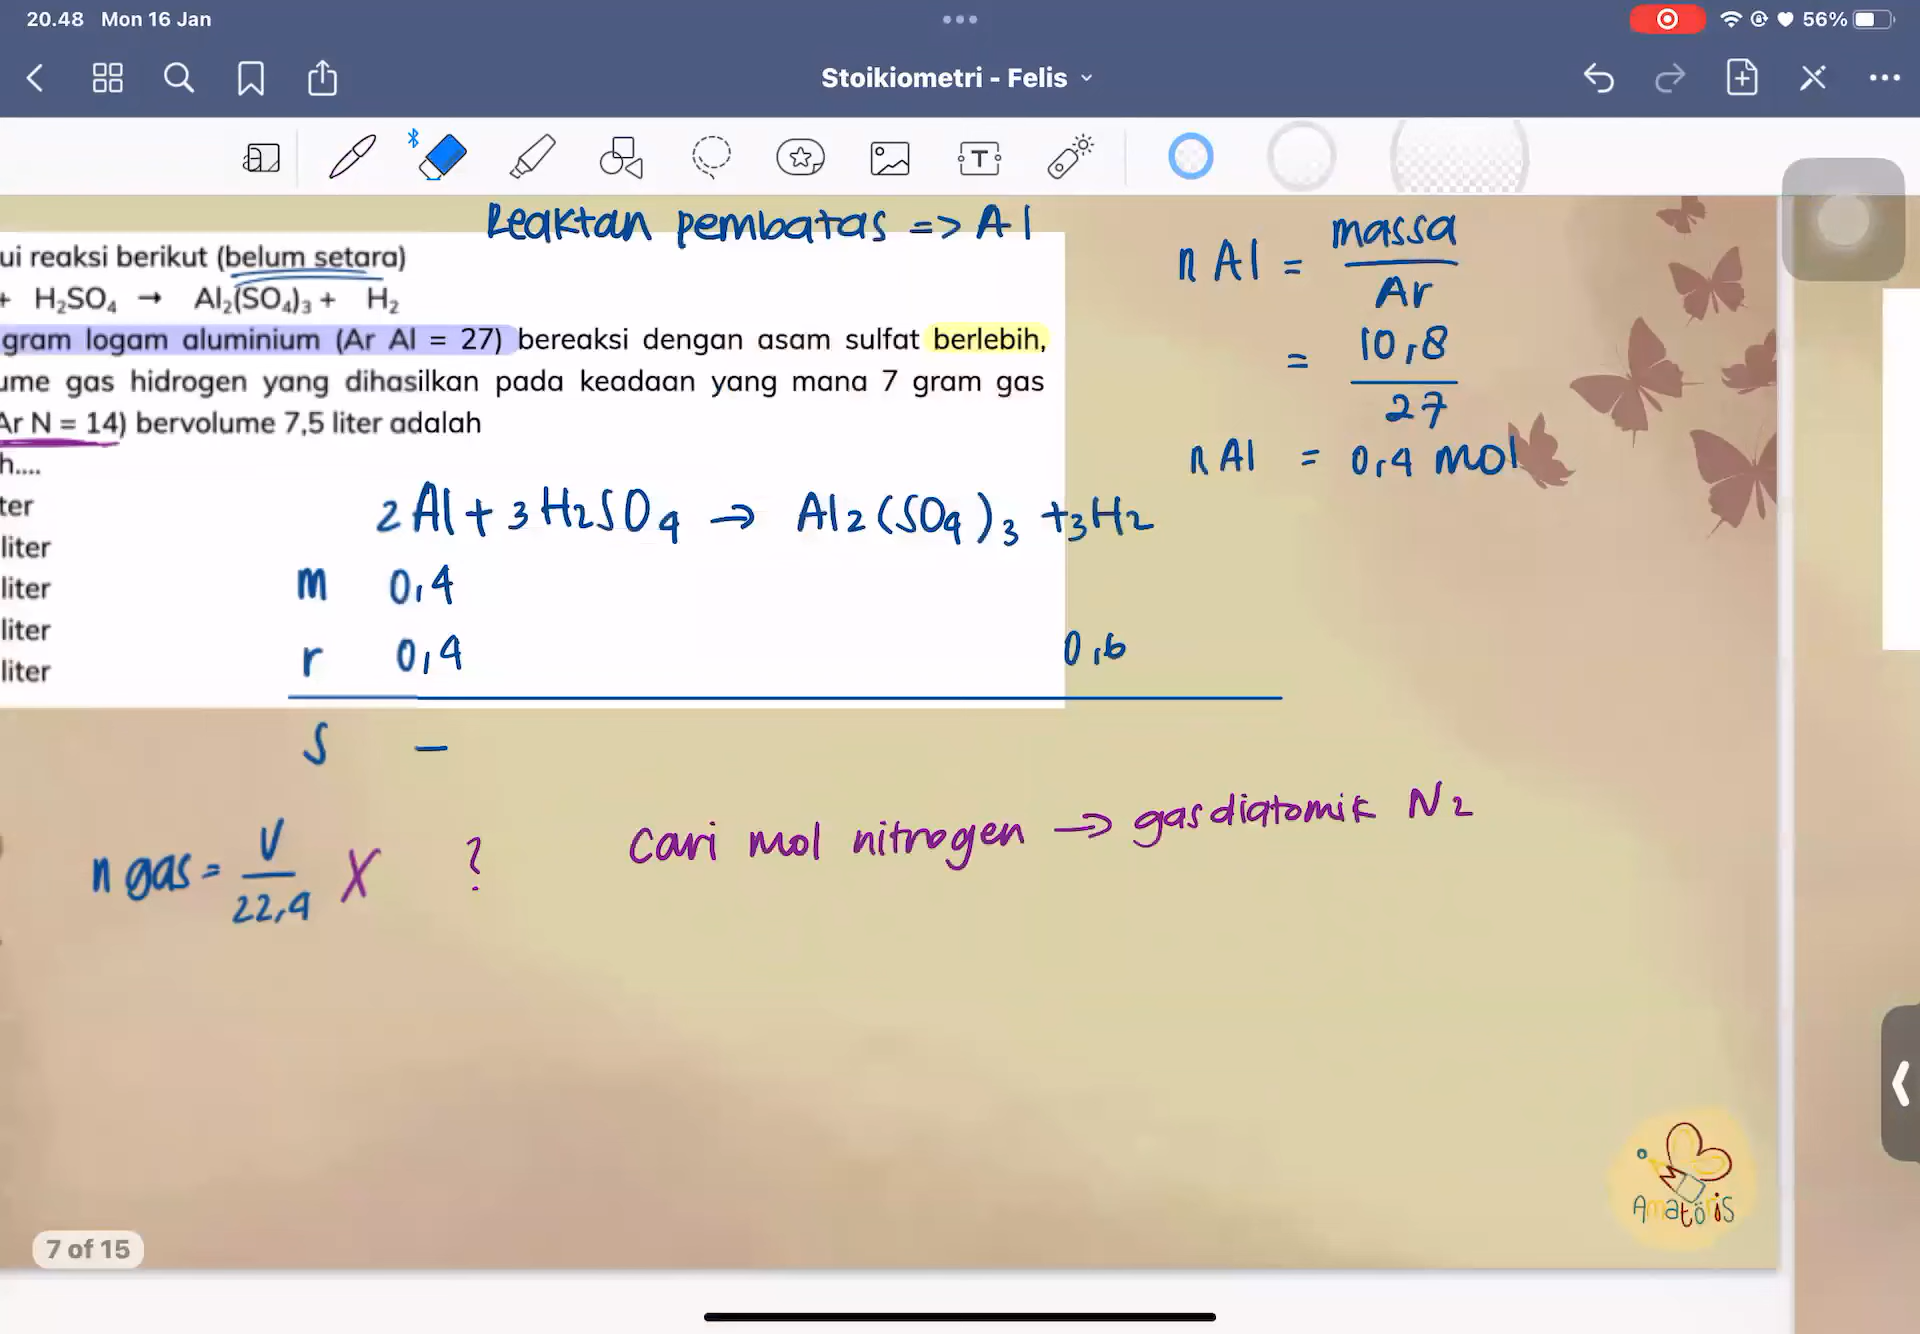 20.48 Mon 16 Jan
56%
Stoikiometri - Felis
Reaktan pembatas => Al
ui reaksi berikut (belum setara)
+ H₂SO₄ → Al₂(SO₄)₃ + H₂
gram logam aluminium (Ar Al = 27) bereaksi dengan asam sulfat berlebih,
ume gas hidrogen yang dihasilkan pada keadaan yang mana 7 gram gas
Ar N = 14) bervolume 7,5 liter adalah
h....
ter
liter
liter
liter
liter
n Al = massa
Ar
= 10,8
27
n Al = 0,4 mol
2 Al + 3 H₂SO₄ → Al₂(SO₄)₃ + 3H₂
m 0,4
r 0,4 0,6
s -
n gas = V
22,4 X ?
Cari mol nitrogen → gas diatomik N₂
Amatöris
7 of 15